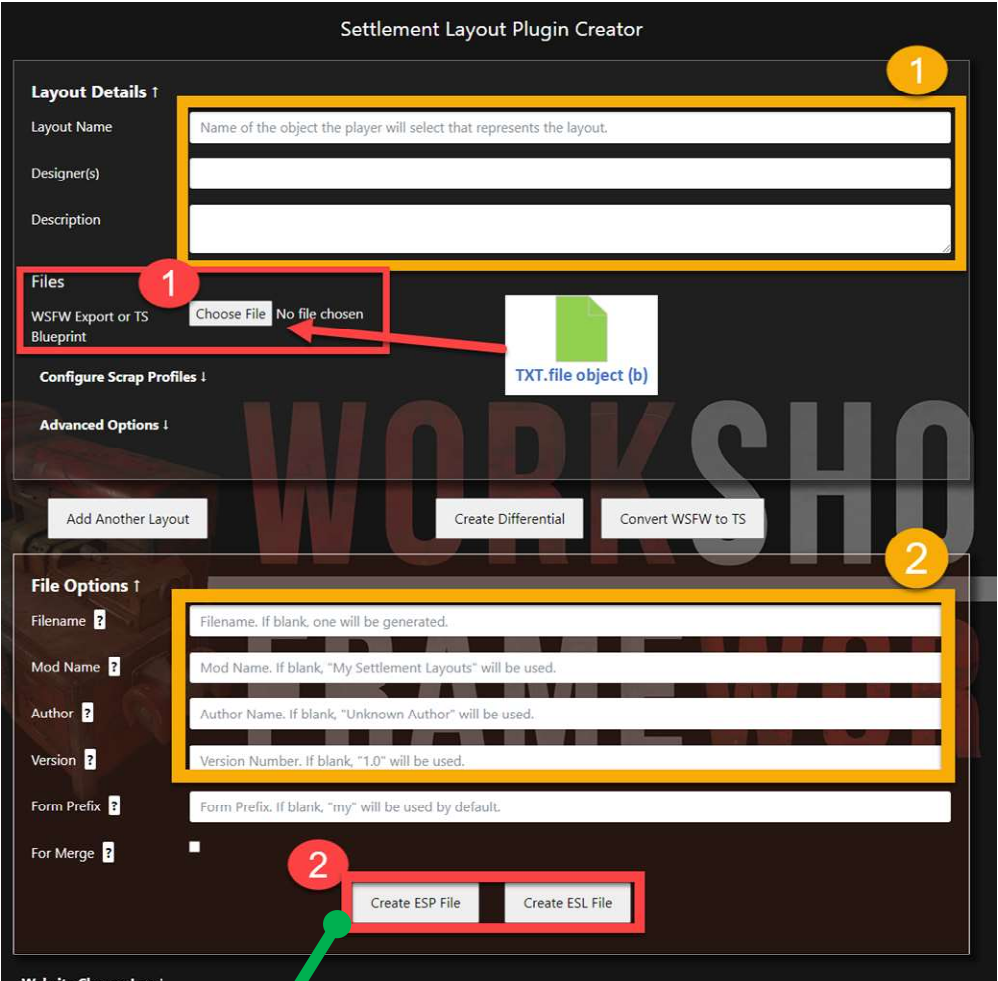 Settlement Layout Plugin Creator
1
Layout Details ↑
Layout Name
Name of the object the player will select that represents the layout.
Designer(s)
Description
Files
1
WSFW Export or TS
Blueprint
Choose File No file chosen
TXT.file object (b)
Configure Scrap Profiles ↓
Advanced Options ↓
WORKSHO
Add Another Layout
Create Differential
Convert WSFW to TS
2
File Options ↑
Filename ?
Filename. If blank, one will be generated.
FRAMEWOR
Mod Name ?
Mod Name. If blank, "My Settlement Layouts" will be used.
Author ?
Author Name. If blank, "Unknown Author" will be used.
Version ?
Version Number. If blank, "1.0" will be used.
Form Prefix ?
Form Prefix. If blank, "my" will be used by default.
For Merge ?
2
Create ESP File
Create ESL File